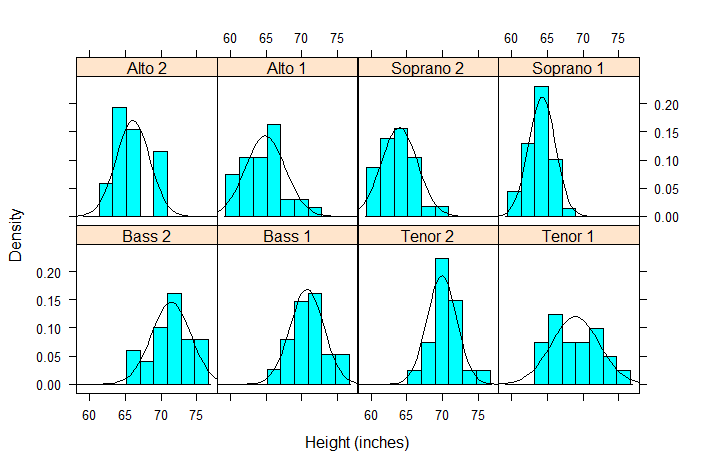 60 65 70 75 60 65 70 75
Alto 2 Alto 1 Soprano 2 Soprano 1
0.20
0.15
0.10
0.05
0.00
Density
Bass 2 Bass 1 Tenor 2 Tenor 1
0.20
0.15
0.10
0.05
0.00
60 65 70 75 60 65 70 75
Height (inches)